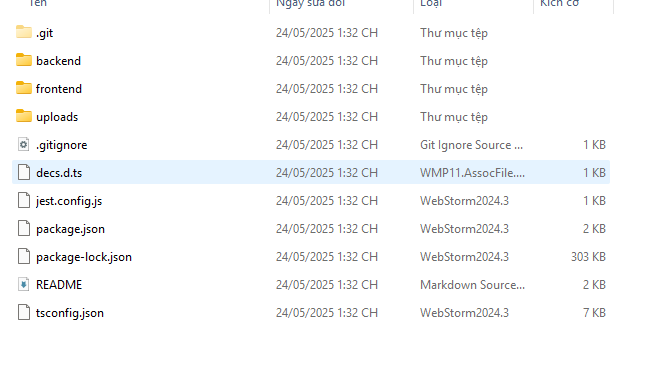 Tên Ngày sửa đổi Loại Kích cỡ
.git 24/05/2025 1:32 CH Thư mục tệp
backend 24/05/2025 1:32 CH Thư mục tệp
frontend 24/05/2025 1:32 CH Thư mục tệp
uploads 24/05/2025 1:32 CH Thư mục tệp
.gitignore 24/05/2025 1:32 CH Git Ignore Source ... 1 KB
decs.d.ts 24/05/2025 1:32 CH WMP11.AssocFile.... 1 KB
jest.config.js 24/05/2025 1:32 CH WebStorm2024.3 1 KB
package.json 24/05/2025 1:32 CH WebStorm2024.3 2 KB
package-lock.json 24/05/2025 1:32 CH WebStorm2024.3 303 KB
README 24/05/2025 1:32 CH Markdown Source... 2 KB
tsconfig.json 24/05/2025 1:32 CH WebStorm2024.3 7 KB